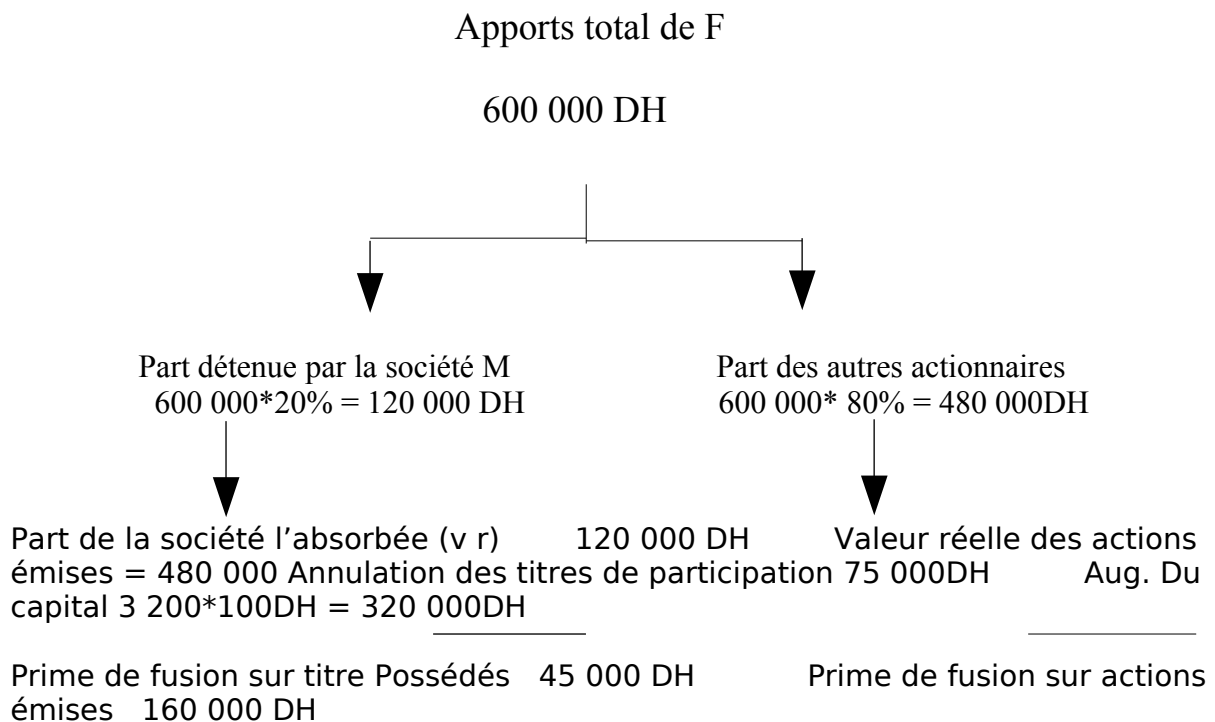 Apports total de F
600 000 DH
Part détenue par la société M
600 000*20% = 120 000 DH
Part des autres actionnaires
600 000* 80% = 480 000DH
Part de la société l’absorbée (v r) 120 000 DH Valeur réelle des actions
émises = 480 000 Annulation des titres de participation 75 000DH Aug. Du
capital 3 200*100DH = 320 000DH
Prime de fusion sur titre Possédés 45 000 DH Prime de fusion sur actions
émises 160 000 DH